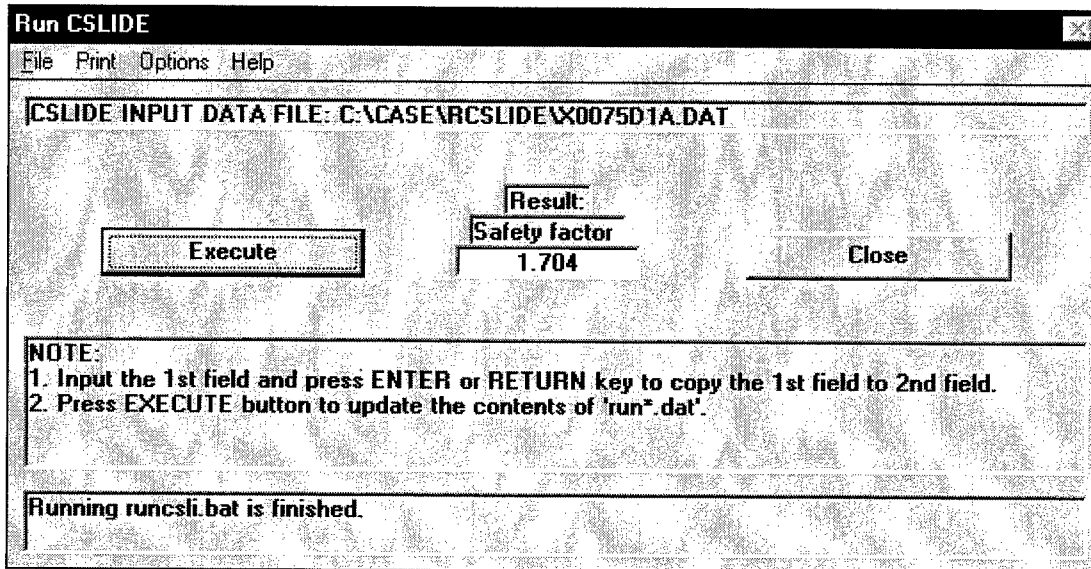 Run CSLIDE
File Print Options Help
CSLIDE INPUT DATA FILE: C:\CASE\RCSLIDE\X0075D1A.DAT
Result:
Safety factor
Execute
1.704
Close
NOTE:
1. Input the 1st field and press ENTER or RETURN key to copy the 1st field to 2nd field.
2. Press EXECUTE button to update the contents of 'run*.dat'.
Running runcsli.bat is finished.